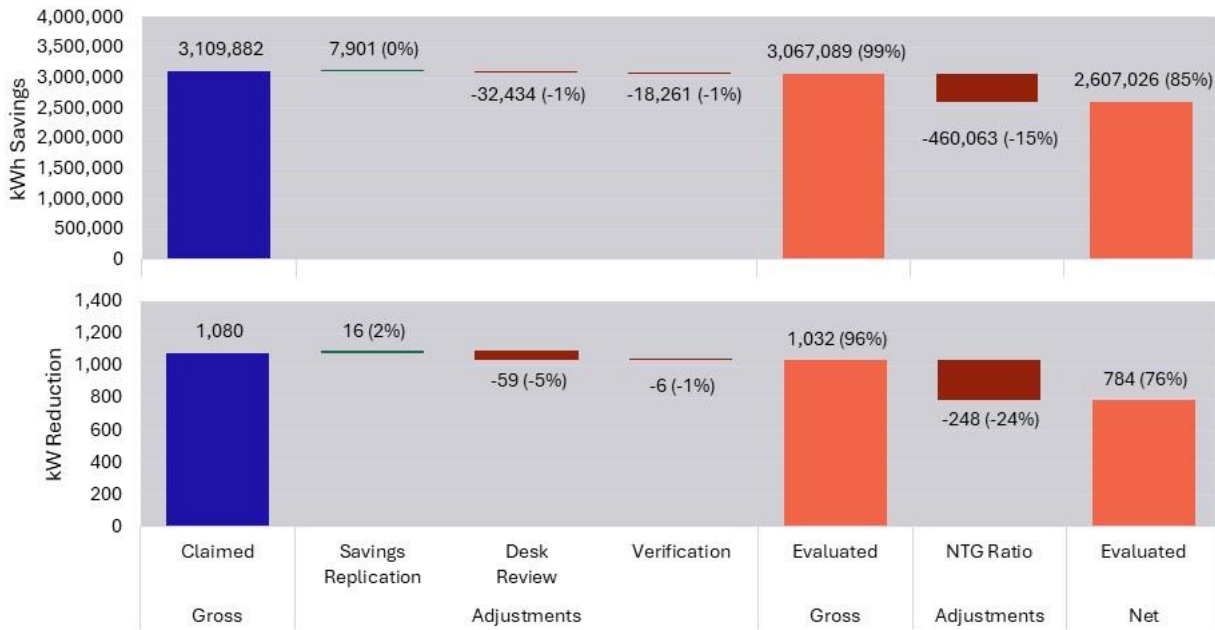 kWh Savings
4,000,000
3,500,000
3,000,000
2,500,000
2,000,000
1,500,000
1,000,000
500,000
0
3,109,882
7,901 (0%)
-32,434 (-1%)
-18,261 (-1%)
3,067,089 (99%)
-460,063 (-15%)
2,607,026 (85%)
kW Reduction
1,400
1,200
1,000
800
600
400
200
0
1,080
16 (2%)
-59 (-5%)
-6 (-1%)
1,032 (96%)
-248 (-24%)
784 (76%)
Claimed
Savings
Replication
Desk
Review
Verification
Evaluated
NTG Ratio
Evaluated
Gross
Adjustments
Gross
Adjustments
Net